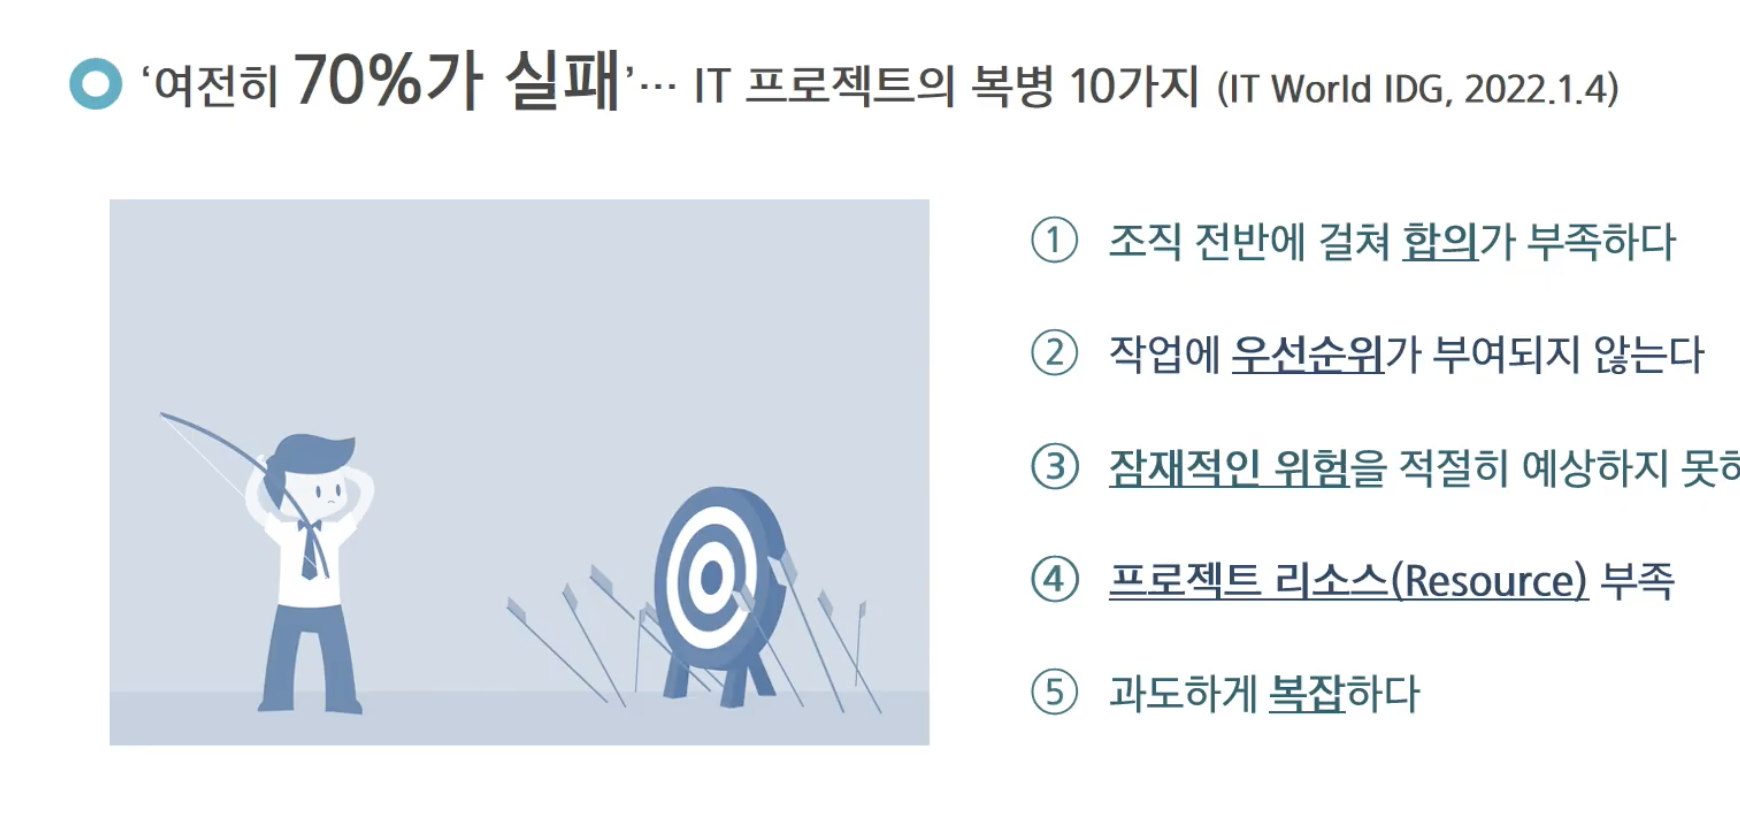 ‘여전히 70%가 실패’… IT 프로젝트의 복병 10가지 (IT World IDG, 2022.1.4)
① 조직 전반에 걸쳐 합의가 부족하다
② 작업에 우선순위가 부여되지 않는다
③ 잠재적인 위험을 적절히 예상하지
④ 프로젝트 리소스(Resource) 부족
⑤ 과도하게 복잡하다